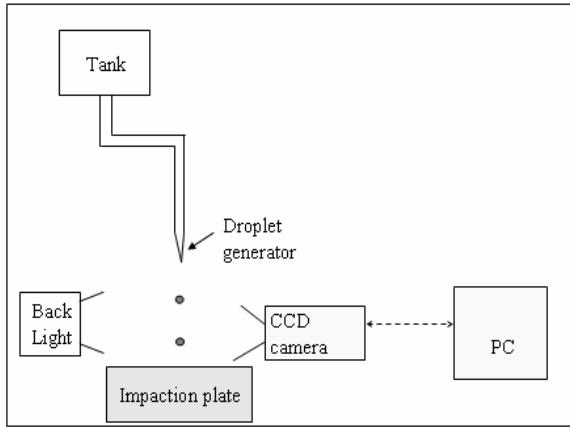 Tank
Droplet
generator
Back
Light
CCD
camera
PC
Impaction plate